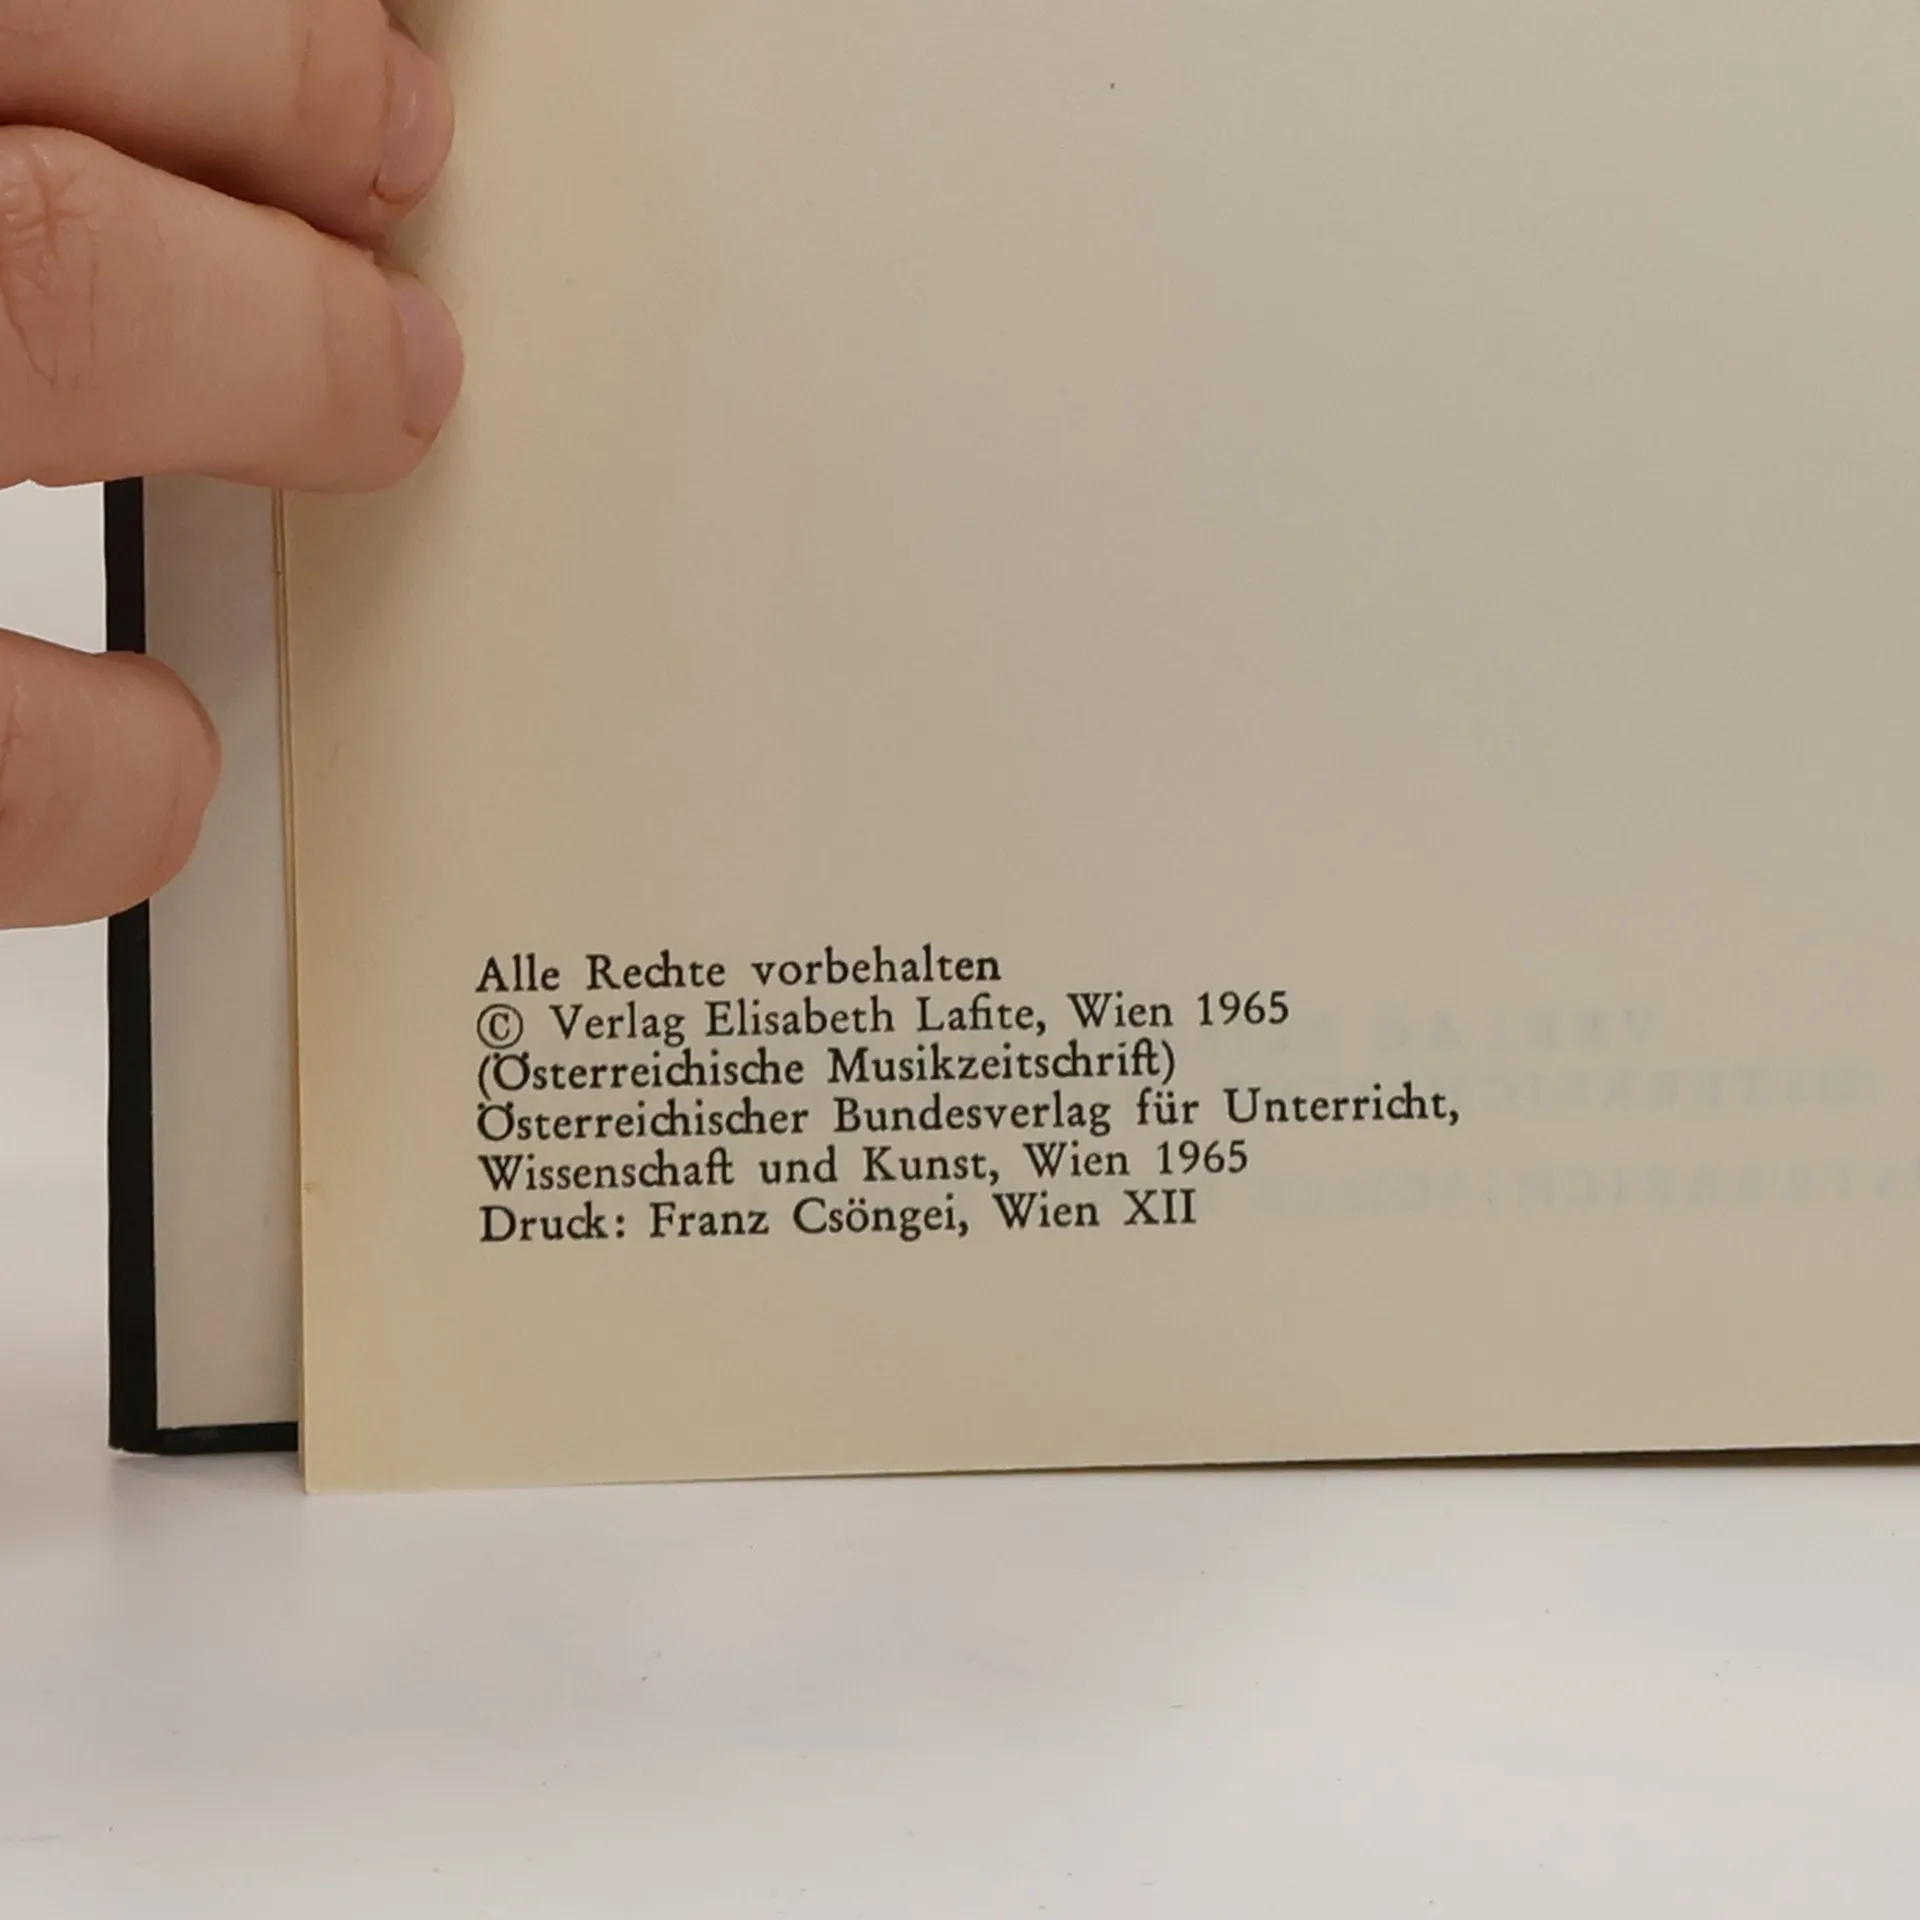 Alle Rechte vorbehalten
© Verlag Elisabeth Lafite, Wien 1965
(Österreichische Musikzeitschrift)
Österreichischer Bundesverlag für Unterricht,
Wissenschaft und Kunst, Wien 1965
Druck: Franz Csöngei, Wien XII